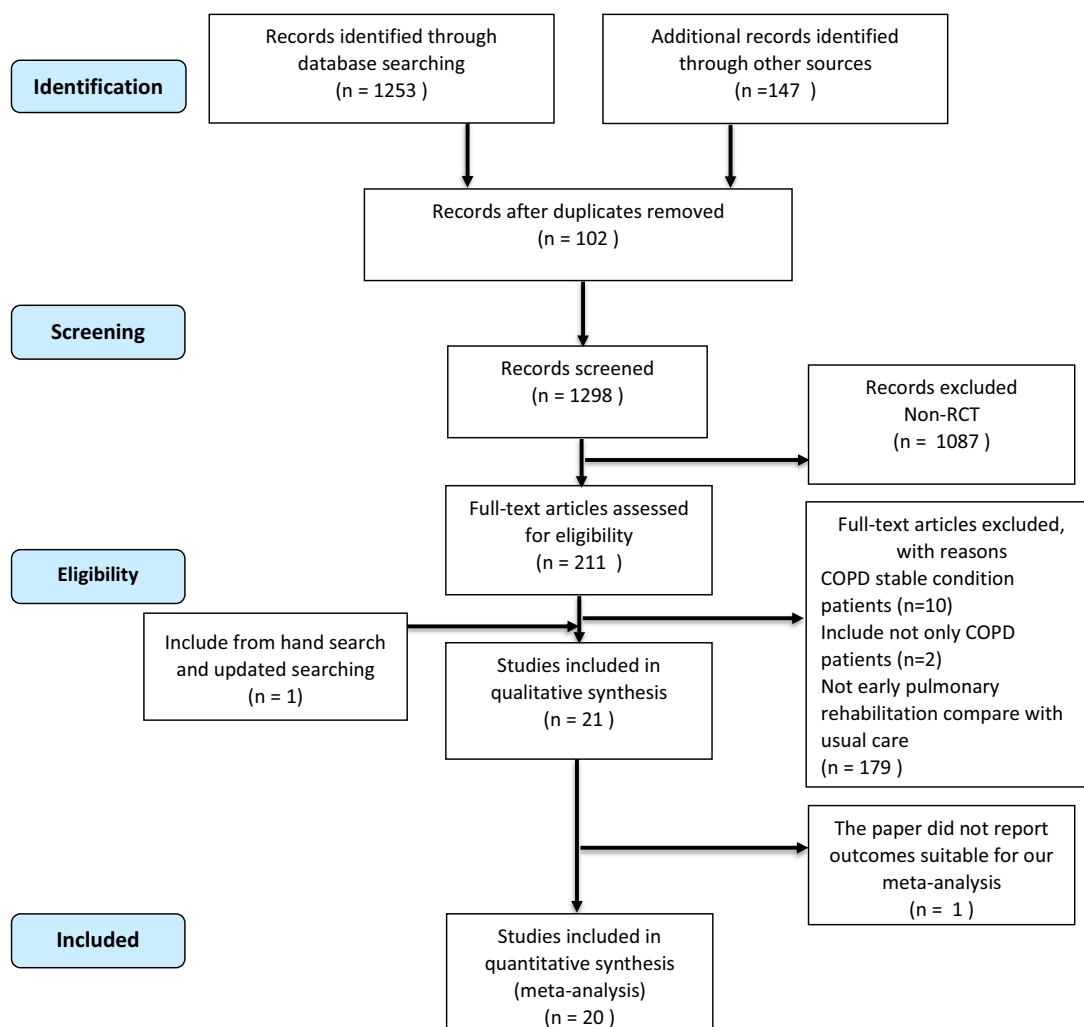 Identification
Records identified through
database searching
(n = 1253 )
Additional records identified
through other sources
(n =147 )
Records after duplicates removed
(n = 102 )
Screening
Records screened
(n = 1298 )
Records excluded
Non-RCT
(n = 1087 )
Full-text articles assessed
for eligibility
(n = 211 )
Eligibility
Full-text articles excluded,
with reasons
COPD stable condition
patients (n=10)
Include not only COPD
patients (n=2)
Not early pulmonary
rehabilitation compare with
usual care
(n = 179 )
Include from hand search
and updated searching
(n = 1)
Studies included in
qualitative synthesis
(n = 21 )
The paper did not report
outcomes suitable for our
meta-analysis
(n = 1 )
Included
Studies included in
quantitative synthesis
(meta-analysis)
(n = 20 )